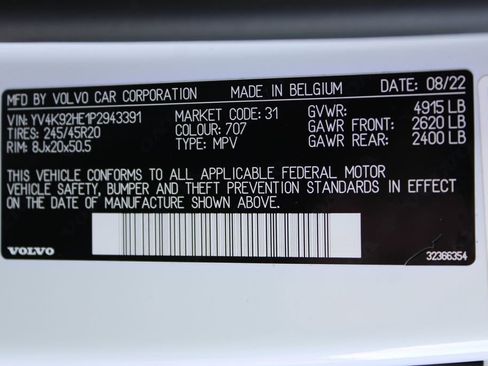 MFD BY VOLVO CAR CORPORATION MADE IN BELGIUM DATE: 08/22
VIN: YV4K92HE1P2943391 MARKET CODE: 31 GVWR: 4915 LB
TIRES: 245/45R20 COLOUR: 707 GAWR FRONT: 2620 LB
RIM: 8Jx20x50.5 TYPE: MPV GAWR REAR: 2400 LB
THIS VEHICLE CONFORMS TO ALL APPLICABLE FEDERAL MOTOR
VEHICLE SAFETY, BUMPER AND THEFT PREVENTION STANDARDS IN EFFECT
ON THE DATE OF MANUFACTURE SHOWN ABOVE.
VOLVO 32366354